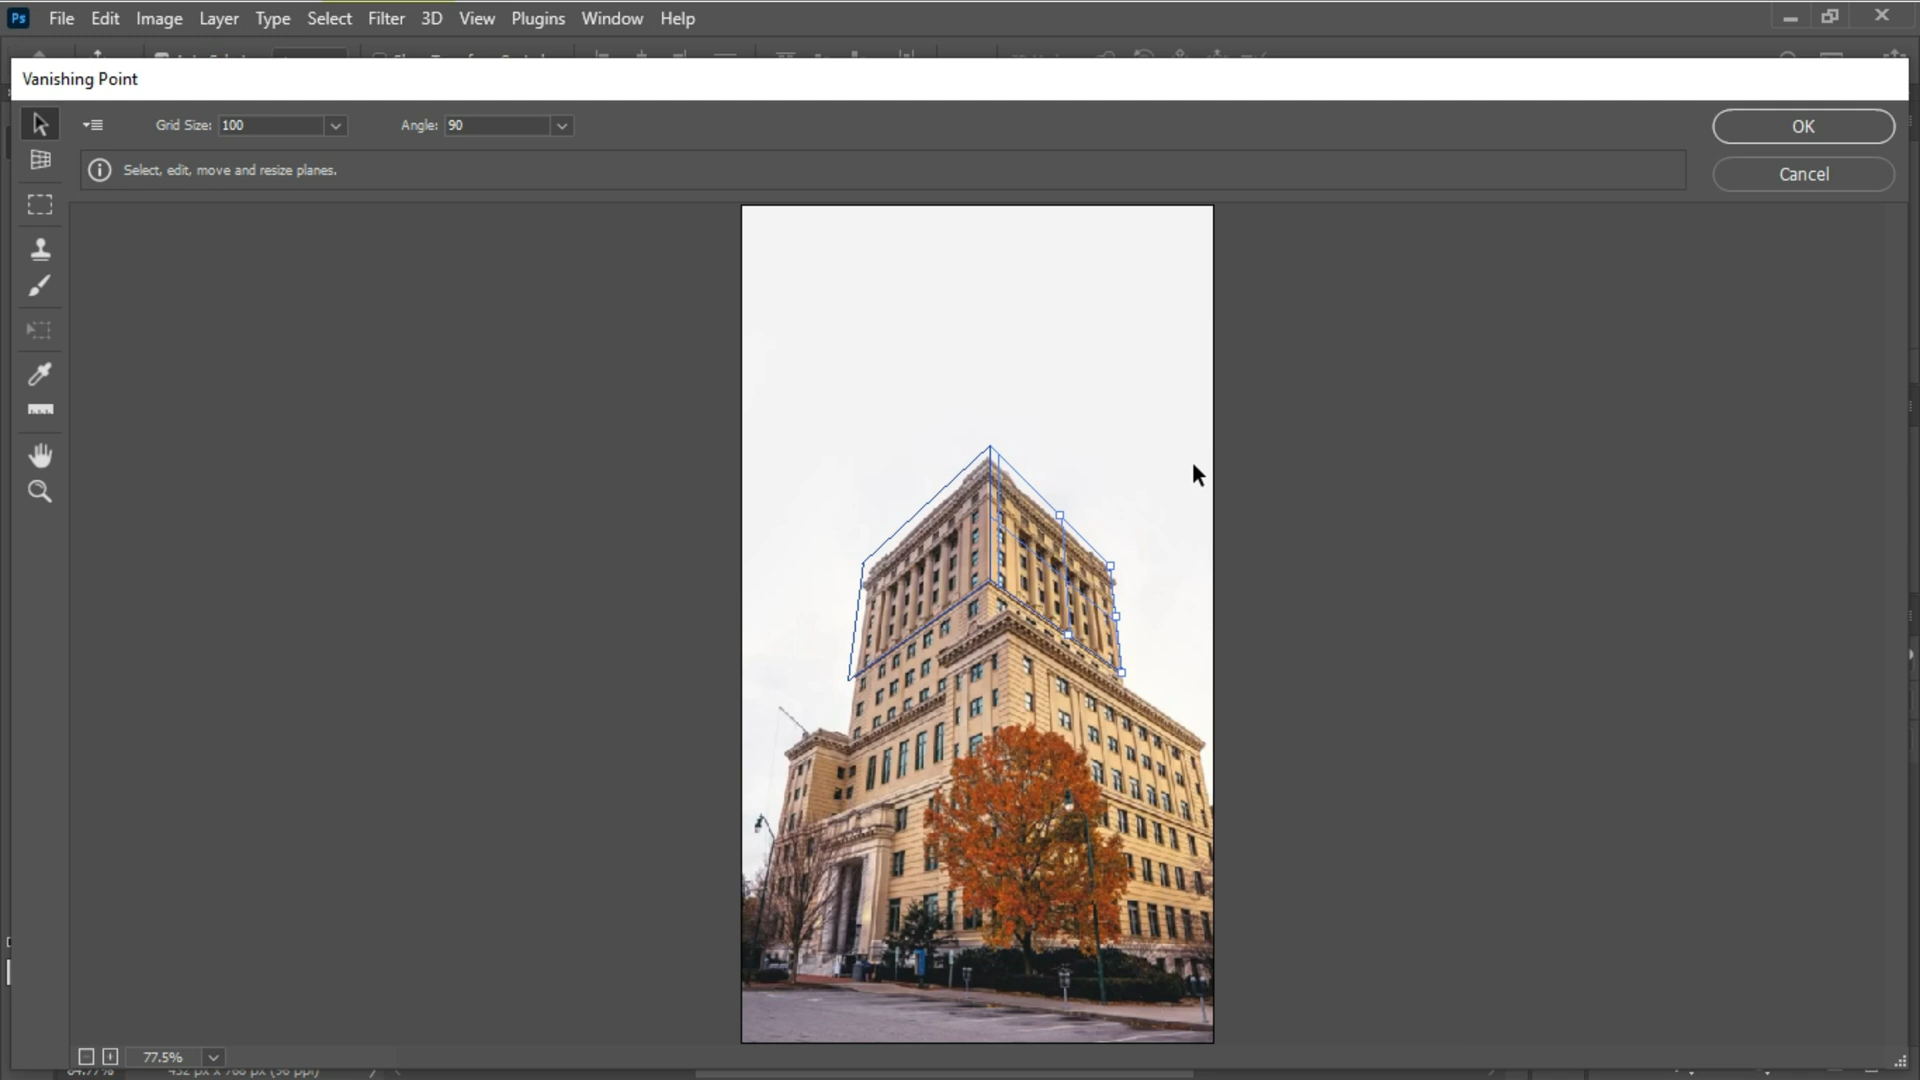 Ps File Edit Image Layer Type Select Filter 3D View Plugins Window Help
Vanishing Point
Grid Size: 100 Angle: 90
OK
Select, edit, move and resize planes.
Cancel
77.5%